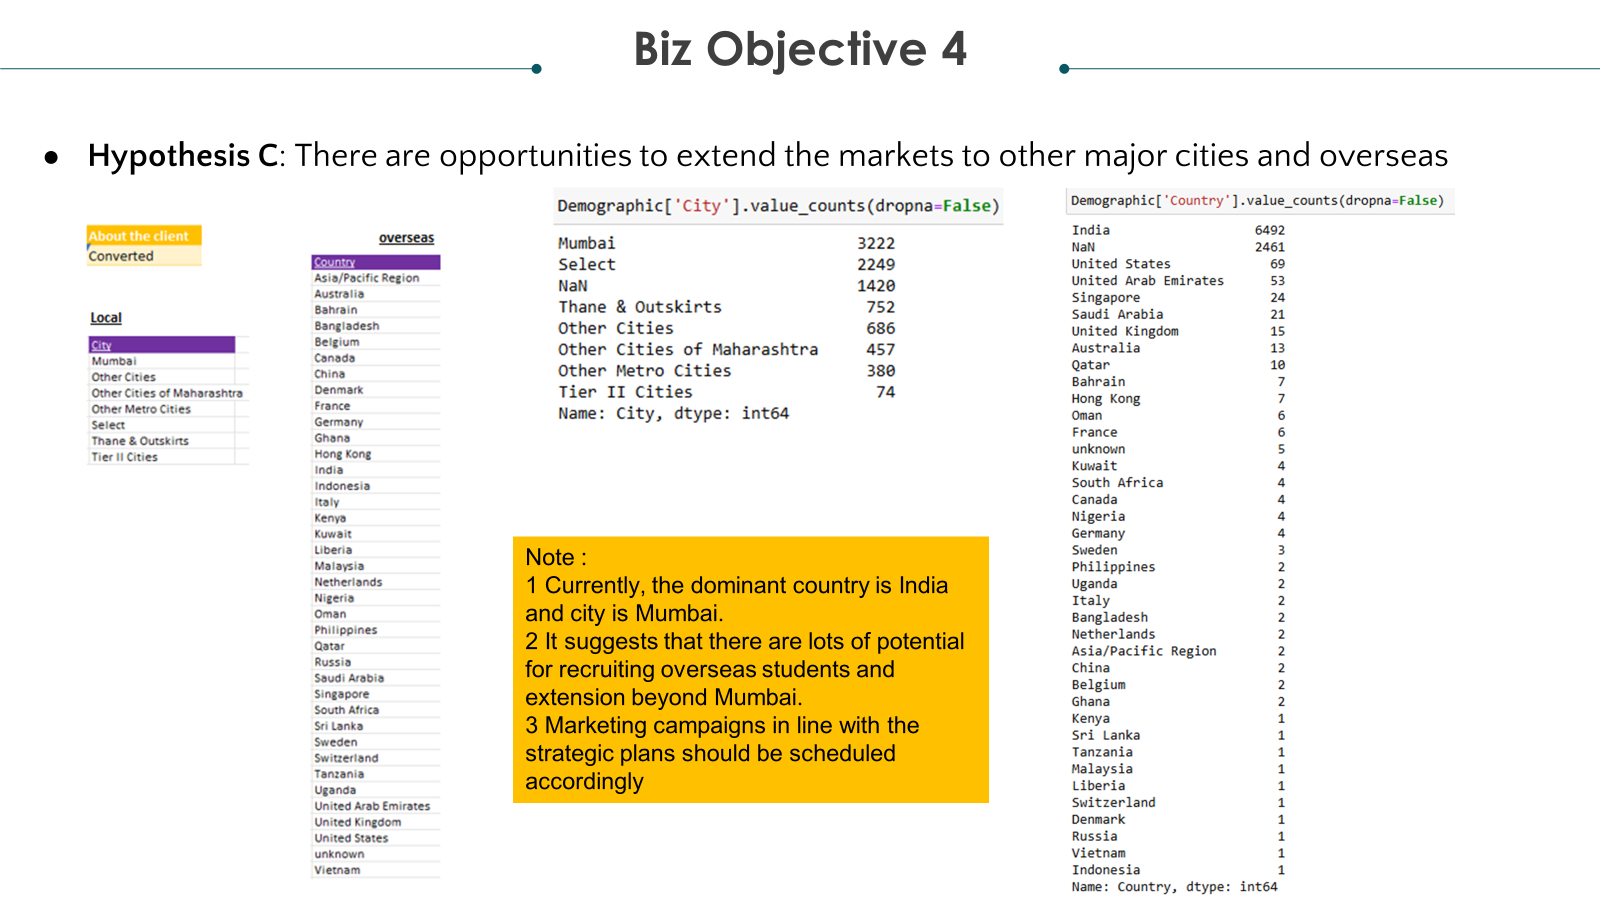 Biz Objective 4
● Hypothesis C: There are opportunities to extend the markets to other major cities and overseas
About the client
Converted
Local
City
Mumbai
Other Cities
Other Cities of Maharashtra
Other Metro Cities
Select
Thane & Outskirts
Tier II Cities
overseas
Country
Asia/Pacific Region
Australia
Bahrain
Bangladesh
Belgium
Canada
China
Denmark
France
Germany
Ghana
Hong Kong
India
Indonesia
Italy
Kenya
Kuwait
Liberia
Malaysia
Netherlands
Nigeria
Oman
Philippines
Qatar
Russia
Saudi Arabia
Singapore
South Africa
Sri Lanka
Sweden
Switzerland
Tanzania
Uganda
United Arab Emirates
United Kingdom
United States
unknown
Vietnam
Demographic['City'].value_counts(dropna=False)
Mumbai 3222
Select 2249
NaN 1420
Thane & Outskirts 752
Other Cities 686
Other Cities of Maharashtra 457
Other Metro Cities 380
Tier II Cities 74
Name: City, dtype: int64
Note :
1 Currently, the dominant country is India
and city is Mumbai.
2 It suggests that there are lots of potential
for recruiting overseas students and
extension beyond Mumbai.
3 Marketing campaigns in line with the
strategic plans should be scheduled
accordingly
Demographic['Country'].value_counts(dropna=False)
India 6492
NaN 2461
United States 69
United Arab Emirates 53
Singapore 24
Saudi Arabia 21
United Kingdom 15
Australia 13
Qatar 10
Bahrain 7
Hong Kong 7
Oman 6
France 6
unknown 5
Kuwait 4
South Africa 4
Canada 4
Nigeria 4
Germany 4
Sweden 3
Philippines 2
Uganda 2
Italy 2
Bangladesh 2
Netherlands 2
Asia/Pacific Region 2
China 2
Belgium 2
Ghana 2
Kenya 1
Sri Lanka 1
Tanzania 1
Malaysia 1
Liberia 1
Switzerland 1
Denmark 1
Russia 1
Vietnam 1
Indonesia 1
Name: Country, dtype: int64